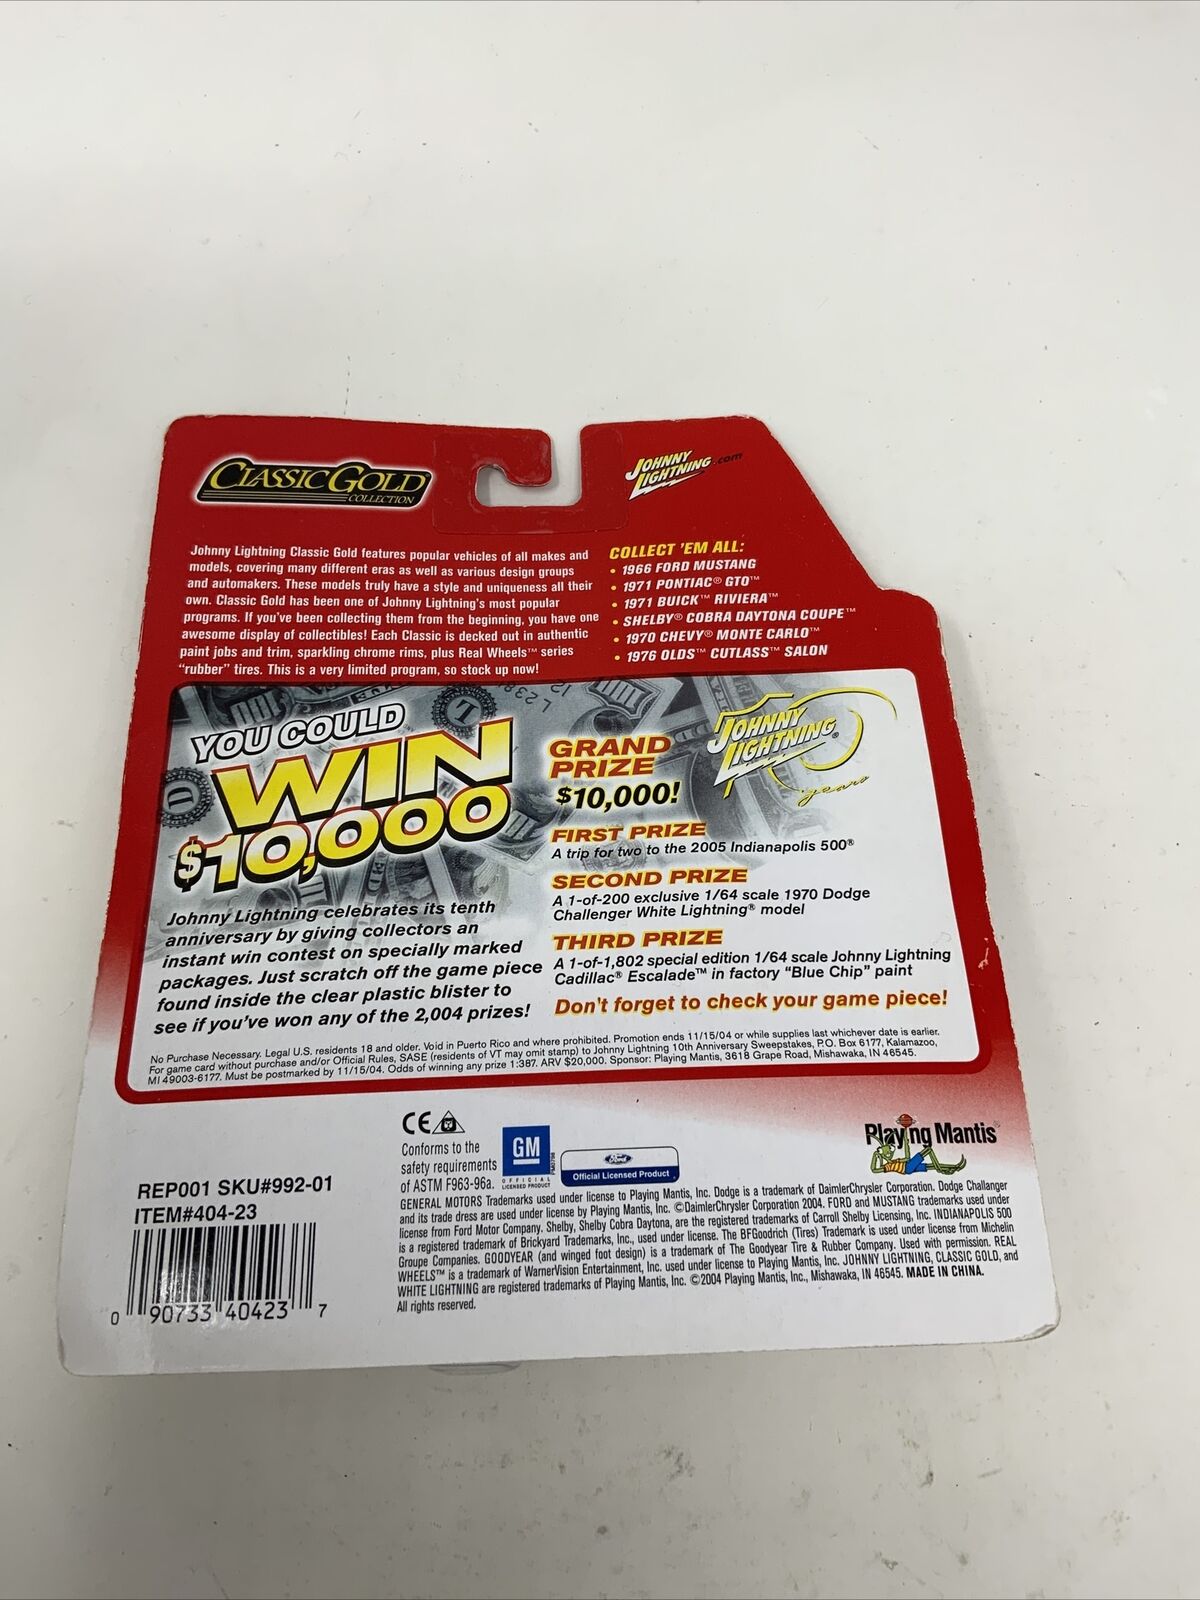 CLASSIC GOLD
COLLECTION
JOHNNY
LIGHTNING.com
Johnny Lightning Classic Gold features popular vehicles of all makes and
models, covering many different eras as well as various design groups
and automakers. These models truly have a style and uniqueness all their
own. Classic Gold has been one of Johnny Lightning's most popular
programs. If you've been collecting them from the beginning, you have one
awesome display of collectibles! Each Classic is decked out in authentic
paint jobs and trim, sparkling chrome rims, plus Real Wheels™ series
"rubber" tires. This is a very limited program, so stock up now!
COLLECT 'EM ALL:
• 1966 FORD MUSTANG
• 1971 PONTIAC® GTO™
• 1971 BUICK™ RIVIERA™
• SHELBY® COBRA DAYTONA COUPE™
• 1970 CHEVY® MONTE CARLO™
• 1976 OLDS™ CUTLASS™ SALON
YOU COULD
WIN
$10,000
Johnny Lightning celebrates its tenth
anniversary by giving collectors an
instant win contest on specially marked
packages. Just scratch off the game piece
found inside the clear plastic blister to
see if you've won any of the 2,004 prizes!
GRAND
PRIZE
$10,000!
JOHNNY
LIGHTNING®
10
years
FIRST PRIZE
A trip for two to the 2005 Indianapolis 500®
SECOND PRIZE
A 1-of-200 exclusive 1/64 scale 1970 Dodge
Challenger White Lightning® model
THIRD PRIZE
A 1-of-1,802 special edition 1/64 scale Johnny Lightning
Cadillac® Escalade™ in factory "Blue Chip" paint
Don't forget to check your game piece!
No Purchase Necessary. Legal U.S. residents 18 and older. Void in Puerto Rico and where prohibited. Promotion ends 11/15/04 or while supplies last whichever date is earlier.
For game card without purchase and/or Official Rules, SASE (residents of VT may omit stamp) to Johnny Lightning 10th Anniversary Sweepstakes, P.O. Box 6177, Kalamazoo,
MI 49003-6177. Must be postmarked by 11/15/04. Odds of winning any prize 1:387. ARV $20,000. Sponsor: Playing Mantis, 3618 Grape Road, Mishawaka, IN 46545.
CE
Conforms to the
safety requirements
of ASTM F963-96a.
GM
OFFICIAL
LICENSED PRODUCT
Ford
Official Licensed Product
Playing Mantis®
REP001 SKU#992-01
ITEM#404-23
0 90733 40423 7
GENERAL MOTORS Trademarks used under license to Playing Mantis, Inc. Dodge is a trademark of DaimlerChrysler Corporation. Dodge Challenger
and its trade dress are used under license by Playing Mantis, Inc. ©DaimlerChrysler Corporation 2004. FORD and MUSTANG trademarks used under
license from Ford Motor Company. Shelby, Shelby Cobra Daytona, are the registered trademarks of Carroll Shelby Licensing, Inc. INDIANAPOLIS 500
is a registered trademark of Brickyard Trademarks, Inc., used under license. The BFGoodrich (Tires) Trademark is used under license from Michelin
Groupe Companies. GOODYEAR (and winged foot design) is a trademark of The Goodyear Tire & Rubber Company. Used with permission. REAL
WHEELS™ is a trademark of WarnerVision Entertainment, Inc. used under license to Playing Mantis, Inc. JOHNNY LIGHTNING, CLASSIC GOLD, and
WHITE LIGHTNING are registered trademarks of Playing Mantis, Inc. ©2004 Playing Mantis, Inc., Mishawaka, IN 46545. MADE IN CHINA.
All rights reserved.